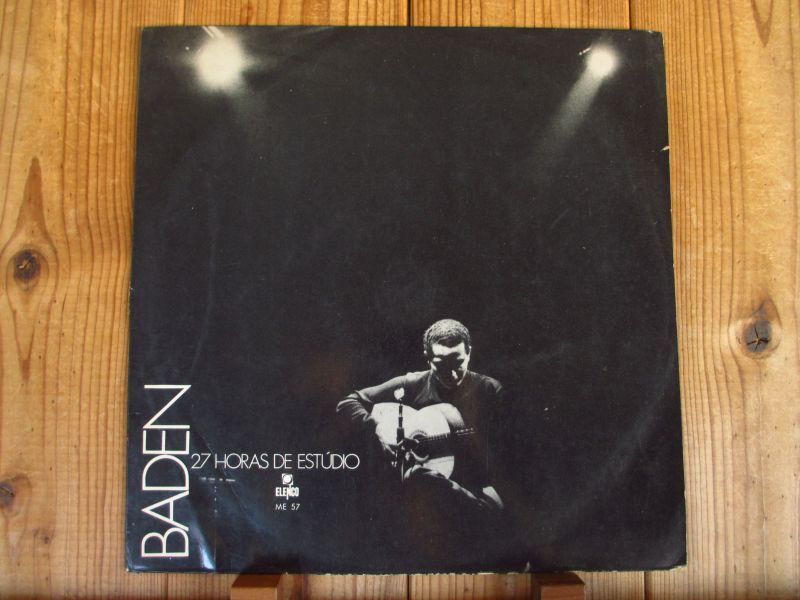 BADEN
27 HORAS DE ESTÚDIO
ELENCO
ME 57